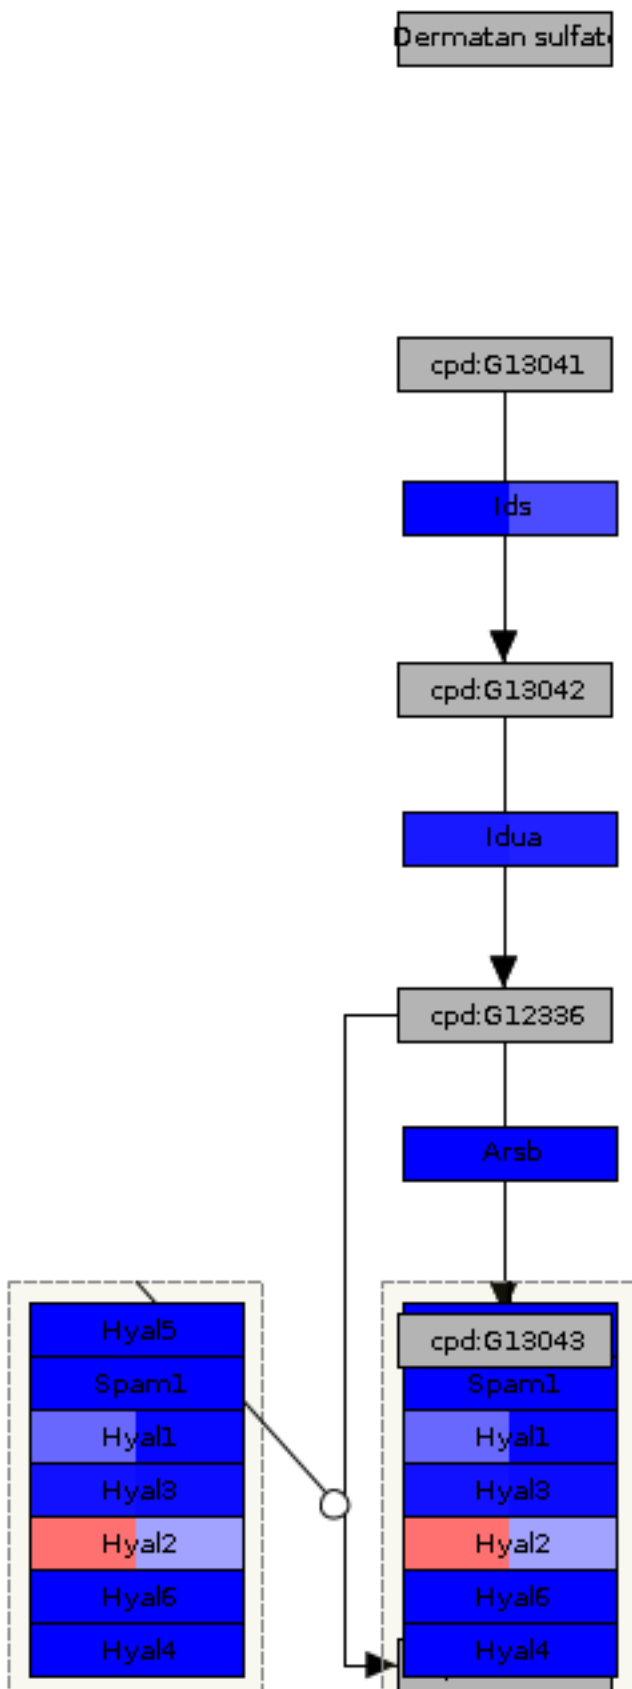 Dermatan sulfat
cpd:G13041
Ids
cpd:G13042
Idua
cpd:G12336
Arsb
Hyal5
Spam1
Hyal1
Hyal3
Hyal2
Hyal6
Hyal4
cpd:G13043
Spam1
Hyal1
Hyal3
Hyal2
Hyal6
Hyal4